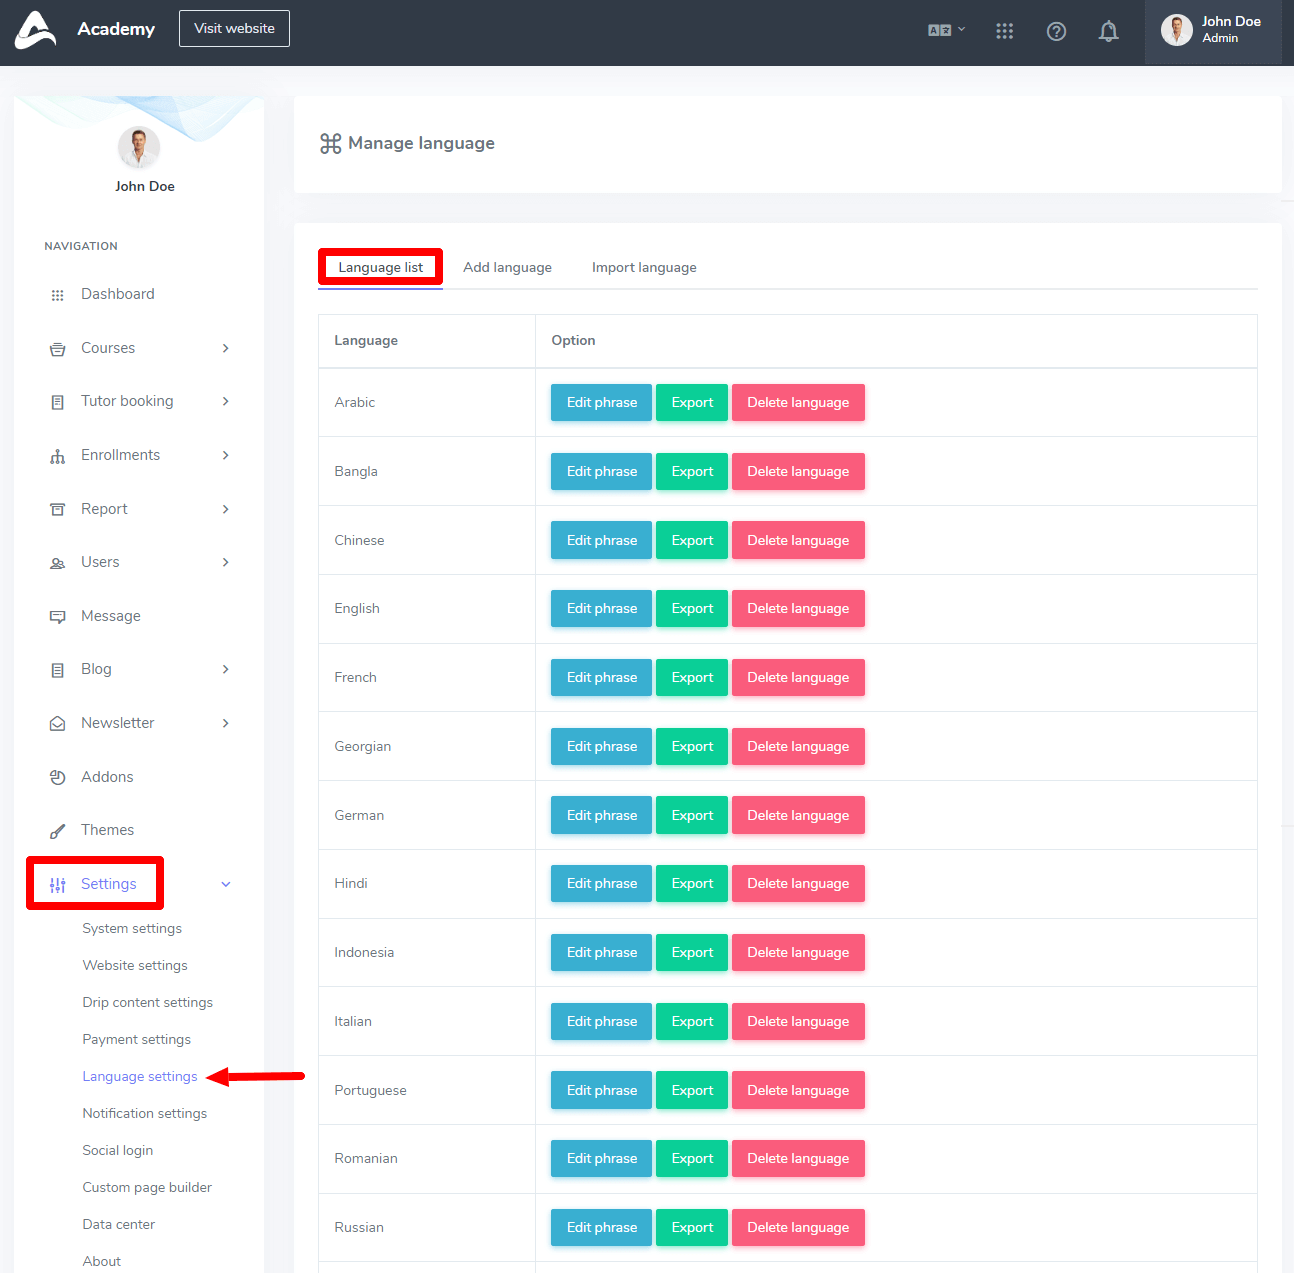 Academy
Visit website
John Doe
Admin
John Doe
NAVIGATION
Dashboard
Courses
Tutor booking
Enrollments
Report
Users
Message
Blog
Newsletter
Addons
Themes
Settings
System settings
Website settings
Drip content settings
Payment settings
Language settings
Notification settings
Social login
Custom page builder
Data center
About
Manage language
Language list Add language Import language
Language Option
Arabic Edit phrase Export Delete language
Bangla Edit phrase Export Delete language
Chinese Edit phrase Export Delete language
English Edit phrase Export Delete language
French Edit phrase Export Delete language
Georgian Edit phrase Export Delete language
German Edit phrase Export Delete language
Hindi Edit phrase Export Delete language
Indonesia Edit phrase Export Delete language
Italian Edit phrase Export Delete language
Portuguese Edit phrase Export Delete language
Romanian Edit phrase Export Delete language
Russian Edit phrase Export Delete language